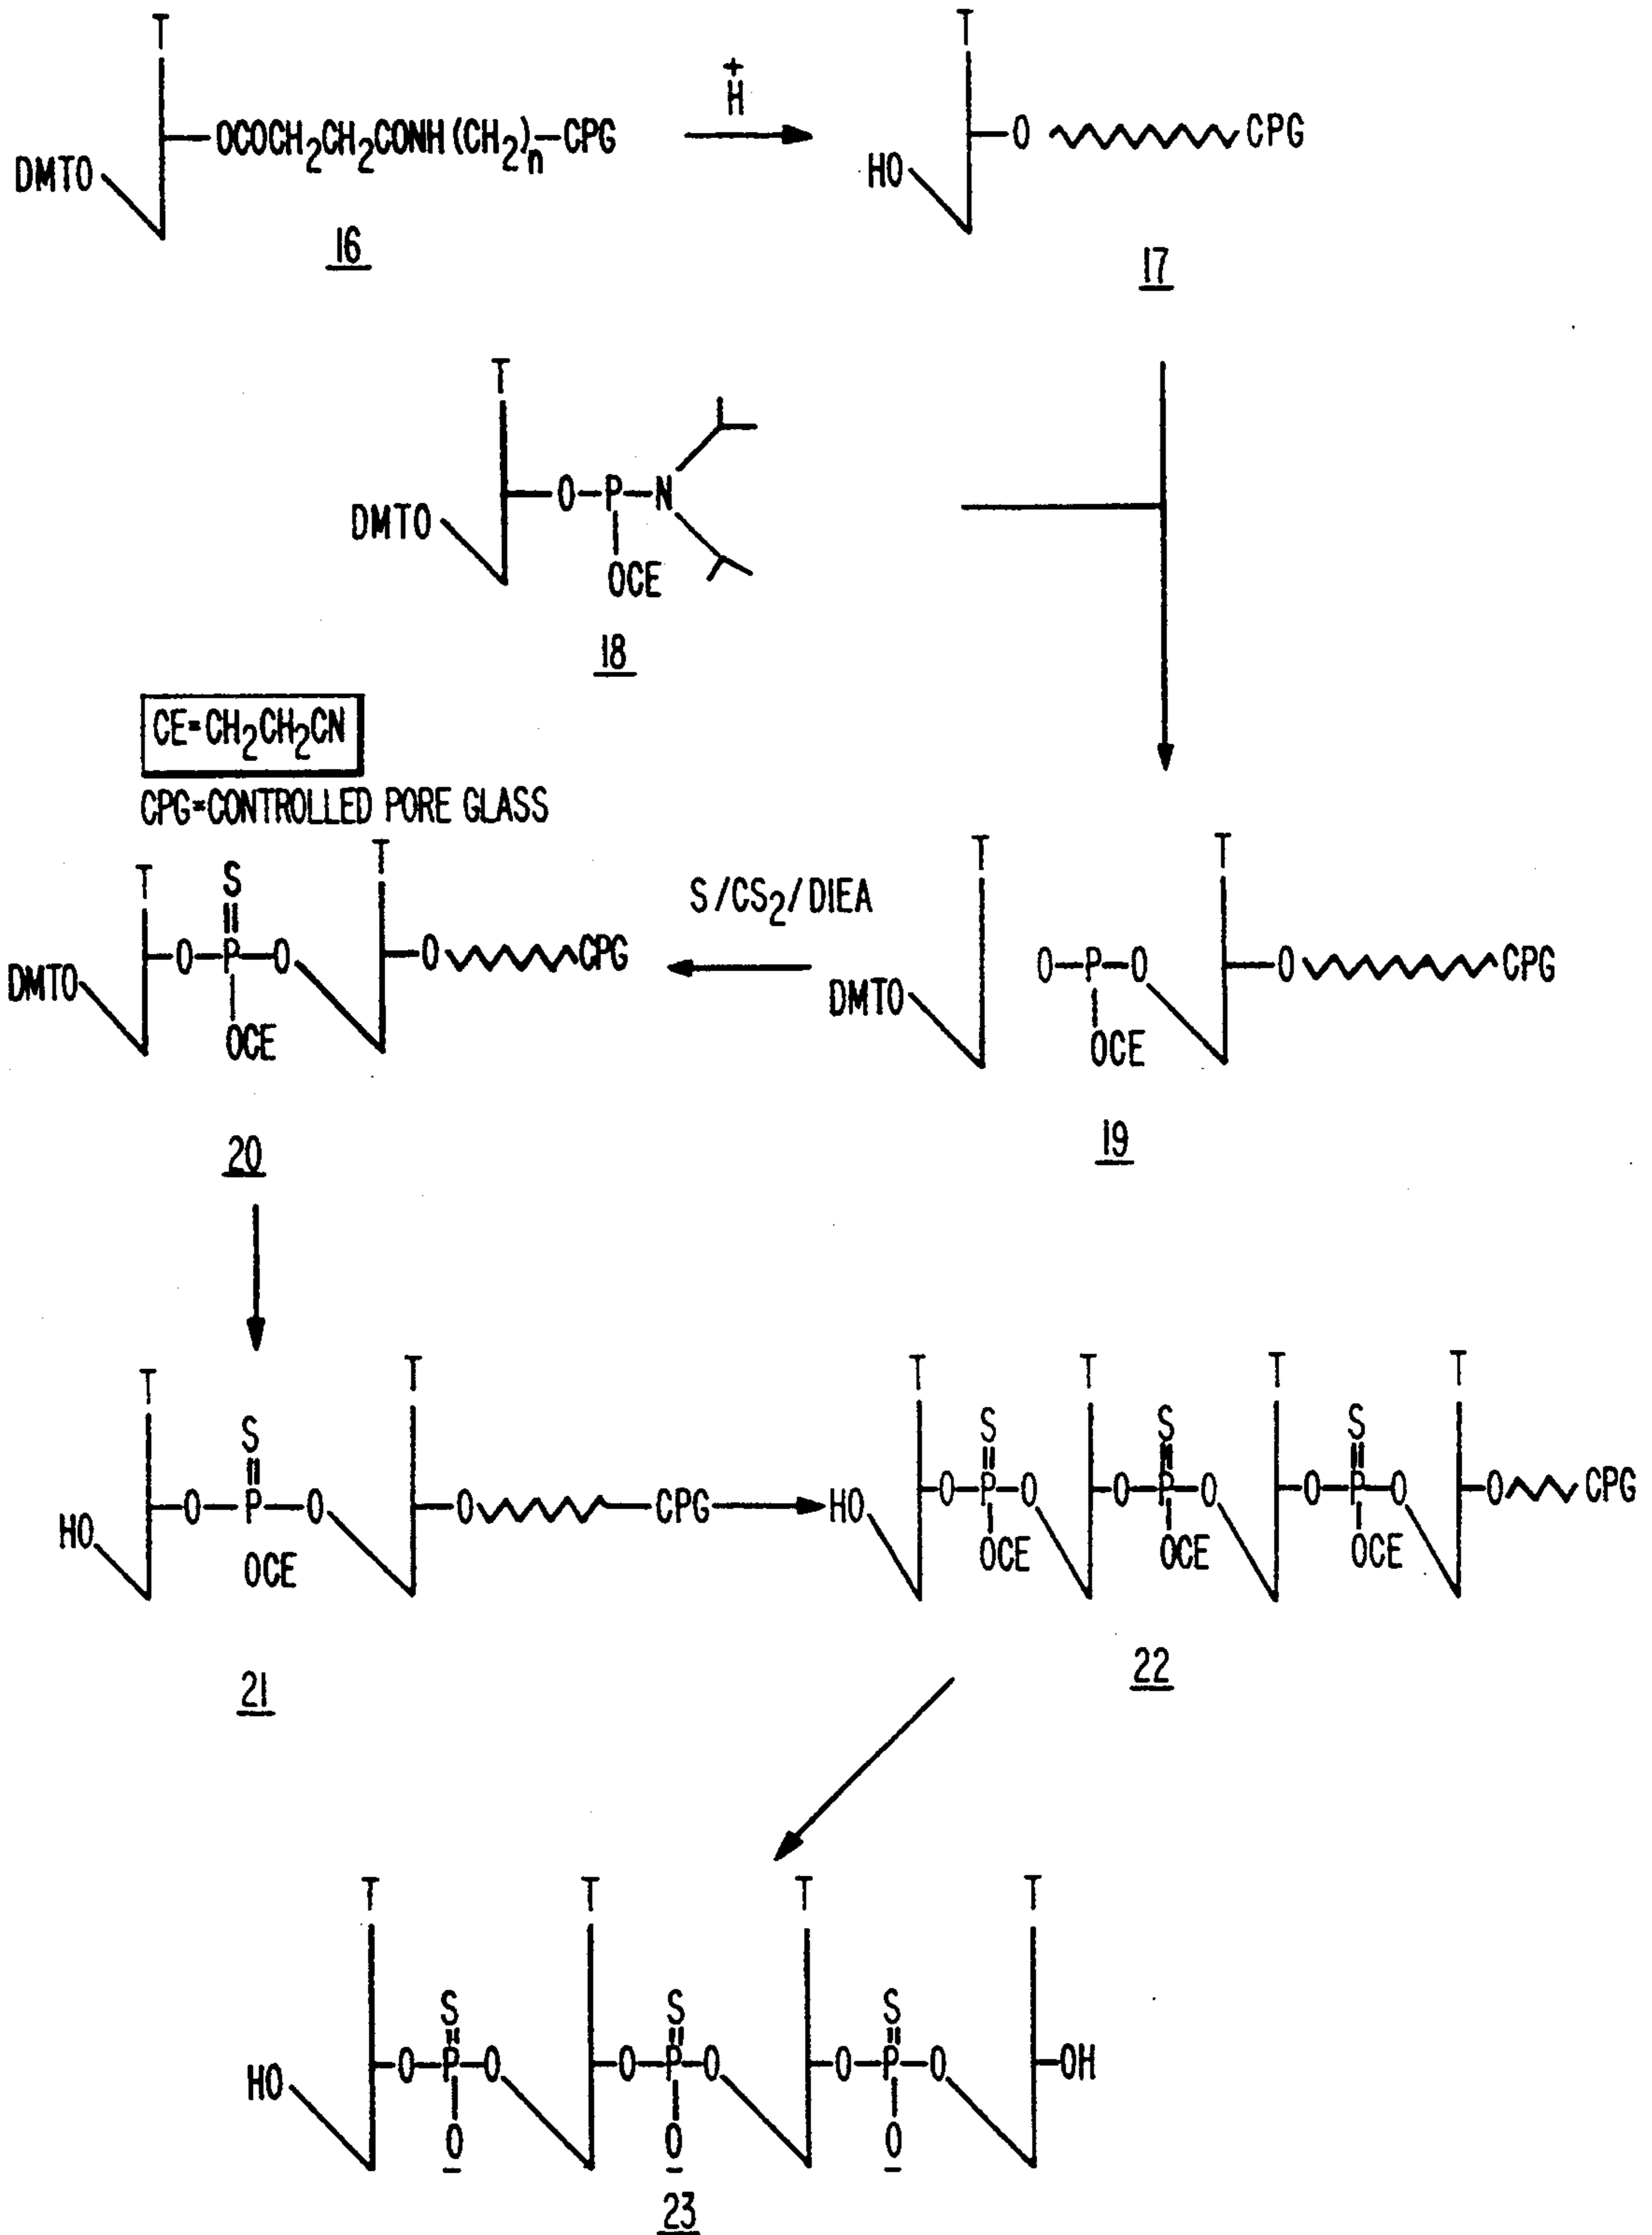 T
OCOCH2CH2CONH(CH2)n—CPG
DMTO
16
H+
T
O CPG
HO
17
T
O—P—N
DMTO
OCE
18
CE=CH2CH2CN
CPG=CONTROLLED PORE GLASS
T T
S
O—P—O O CPG
DMTO
OCE
20
S/CS2/DIEA
T T
O—P—O O CPG
DMTO
OCE
19
T T
S
HO O—P—O O CPG
OCE
21
T T T T
S S S
HO O—P—O O—P—O O—P—O O CPG
OCE OCE OCE
22
T T T T
S S S
HO O—P—O O—P—O O—P—O OH
O O O
- - -
23